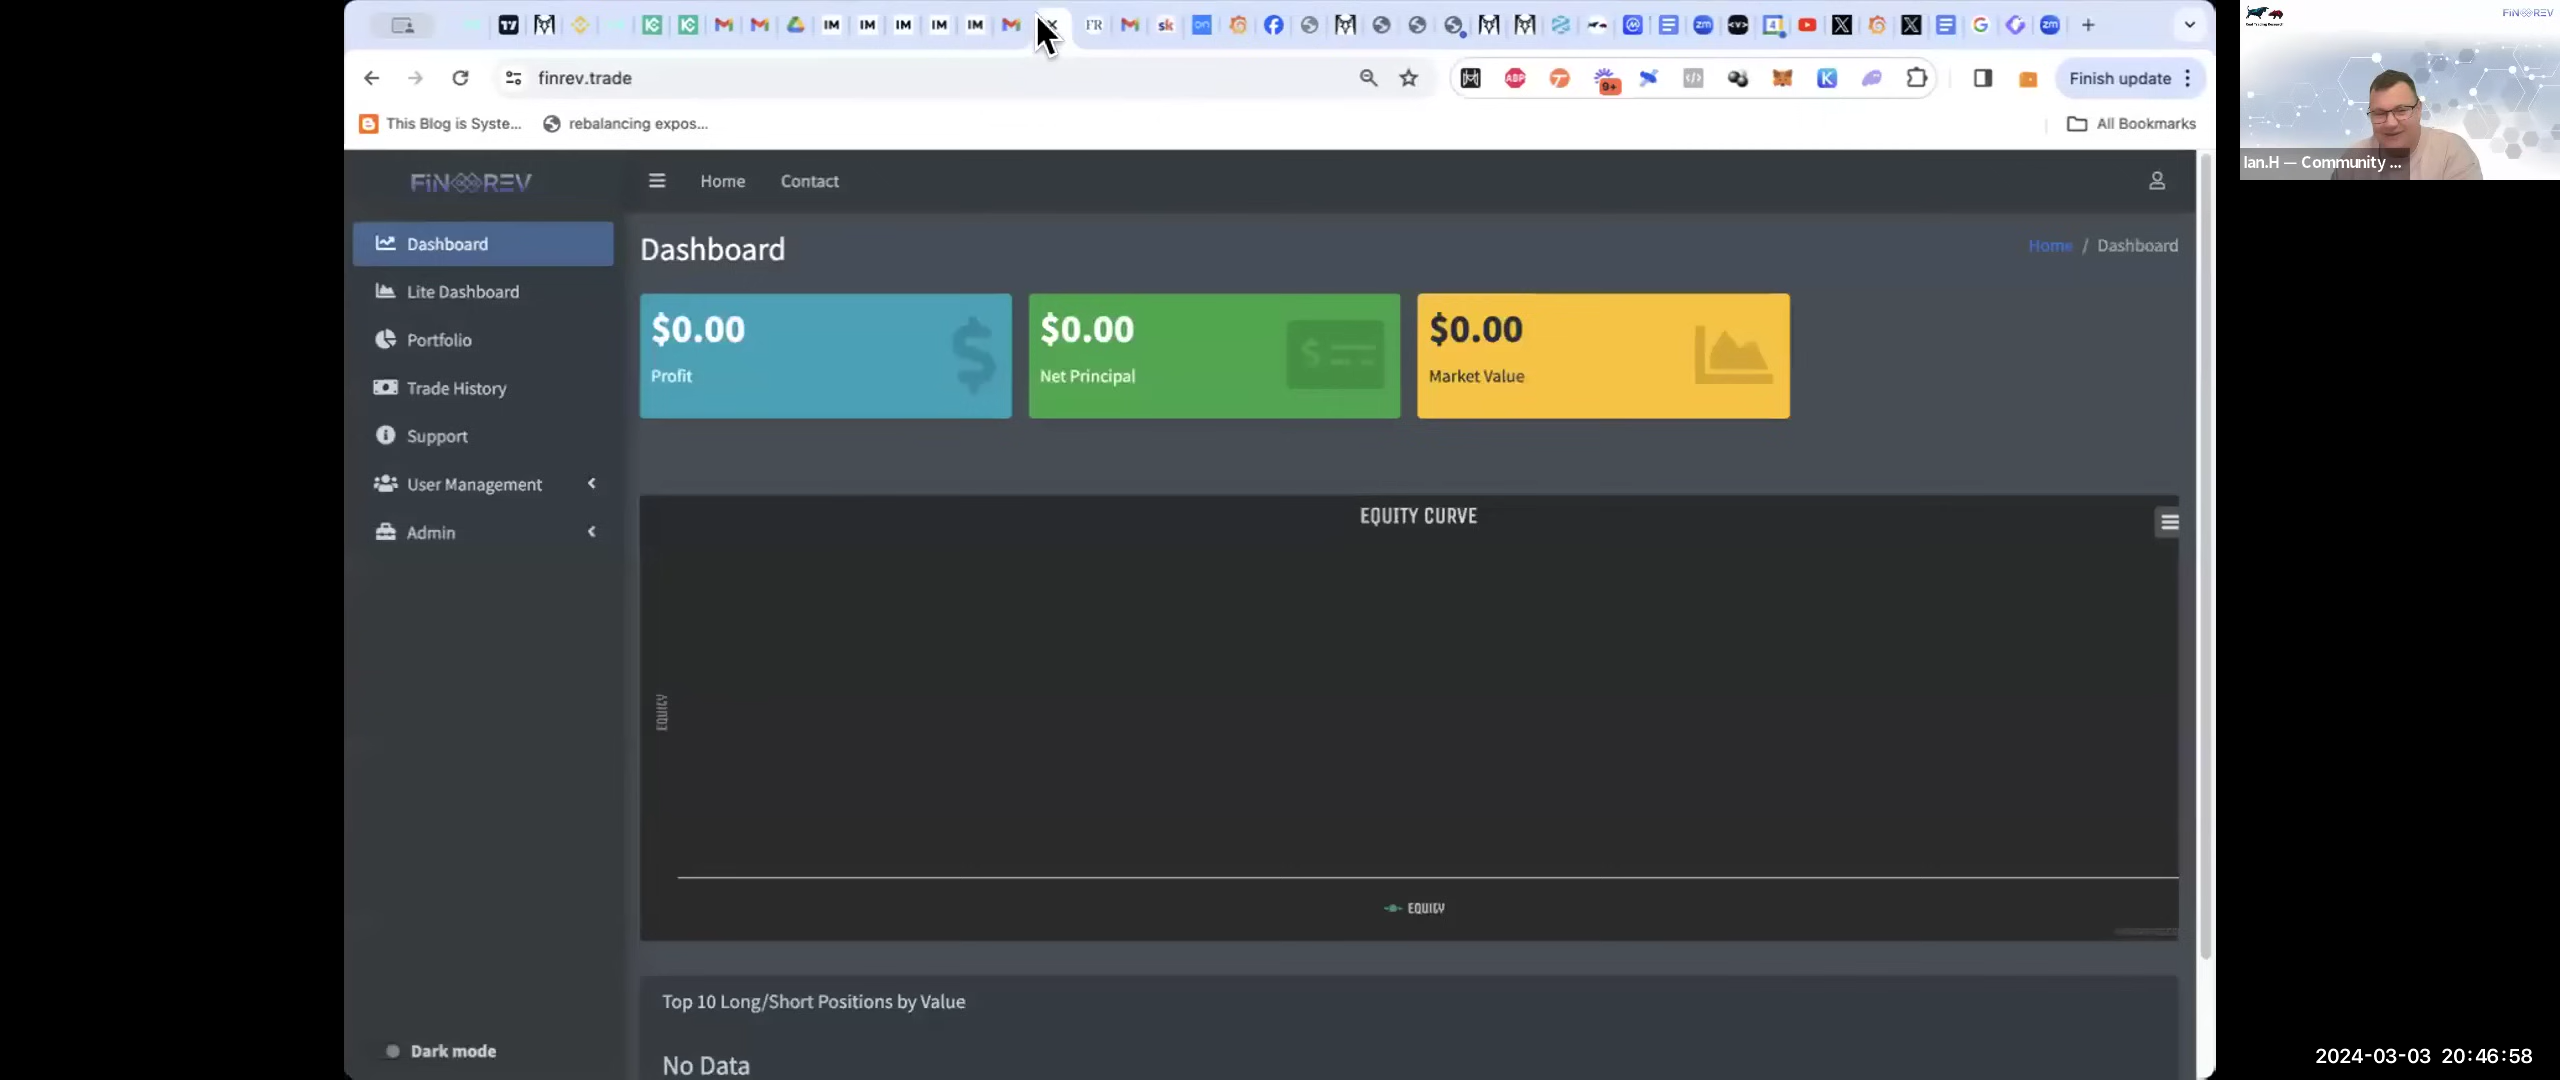 finrev.trade
Finish update
This Blog is Syste...
rebalancing expos...
All Bookmarks
FiNREV
Home
Contact
Dashboard
Lite Dashboard
Portfolio
Trade History
Support
User Management
Admin
Dark mode
Dashboard
Home / Dashboard
$0.00
Profit
$0.00
Net Principal
$0.00
Market Value
EQUITY CURVE
EQUITY
EQUITY
Top 10 Long/Short Positions by Value
No Data
FiNREV
Ian.H — Community ...
2024-03-03 20:46:58